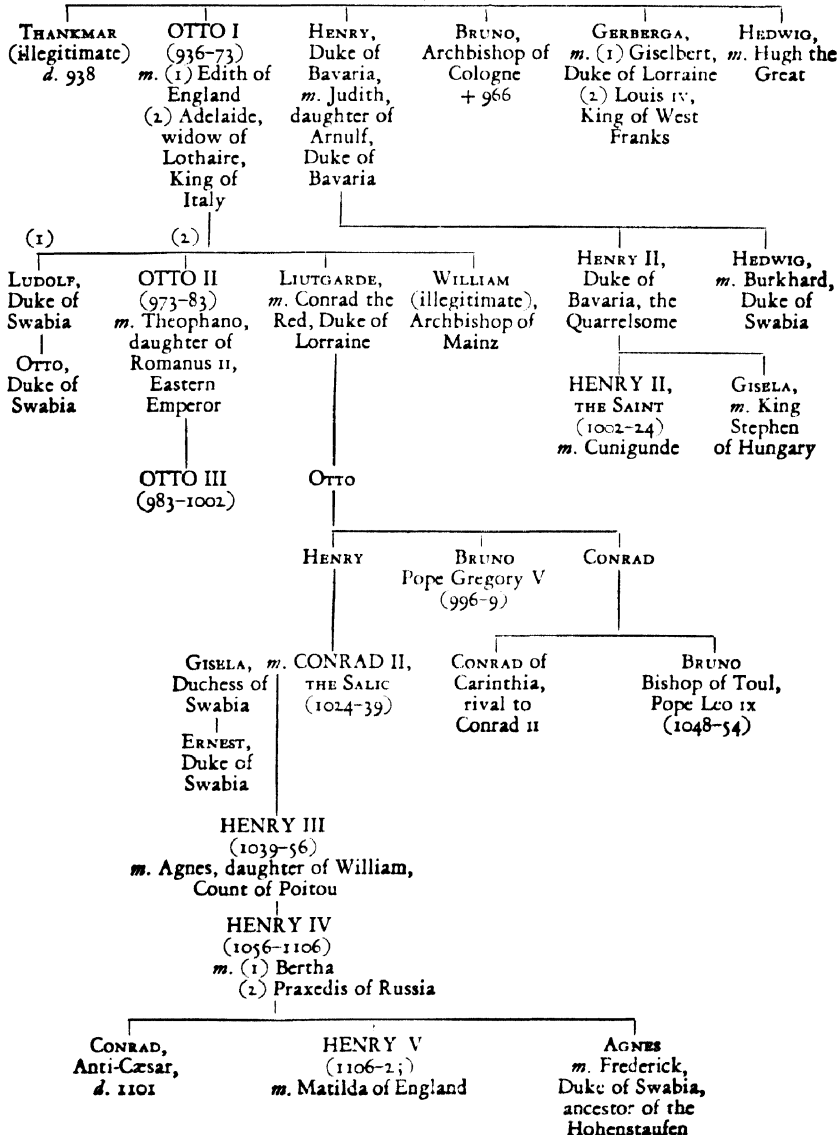 THANKMAR
(illegitimate)
d. 938
OTTO I
(936-73)
m. (1) Edith of
England
(2) Adelaide,
widow of
Lothaire,
King of
Italy
HENRY,
Duke of
Bavaria,
m. Judith,
daughter of
Arnulf,
Duke of
Bavaria
BRUNO,
Archbishop of
Cologne
+ 966
GERBERGA,
m. (1) Giselbert,
Duke of Lorraine
(2) Louis IV,
King of West
Franks
HEDWIG,
m. Hugh the
Great
(1)
(2)
LUDOLF,
Duke of
Swabia
OTTO,
Duke of
Swabia
OTTO II
(973-83)
m. Theophano,
daughter of
Romanus II,
Eastern
Emperor
OTTO III
(983-1002)
LIUTGARDE,
m. Conrad the
Red, Duke of
Lorraine
WILLIAM
(illegitimate),
Archbishop of
Mainz
HENRY II,
Duke of
Bavaria, the
Quarrelsome
HEDWIG,
m. Burkhard,
Duke of
Swabia
HENRY II,
THE SAINT
(1002-24)
m. Cunigunde
GISELA,
m. King
Stephen
of Hungary
OTTO
HENRY
BRUNO
Pope Gregory V
(996-9)
CONRAD
GISELA,
Duchess of
Swabia
ERNEST,
Duke of
Swabia
m. CONRAD II,
THE SALIC
(1024-39)
CONRAD of
Carinthia,
rival to
Conrad II
BRUNO
Bishop of Toul,
Pope Leo IX
(1048-54)
HENRY III
(1039-56)
m. Agnes, daughter of William,
Count of Poitou
HENRY IV
(1056-1106)
m. (1) Bertha
(2) Praxedis of Russia
CONRAD,
Anti-Cæsar,
d. 1101
HENRY V
(1106-2;)
m. Matilda of England
AGNES
m. Frederick,
Duke of Swabia,
ancestor of the
Hohenstaufen